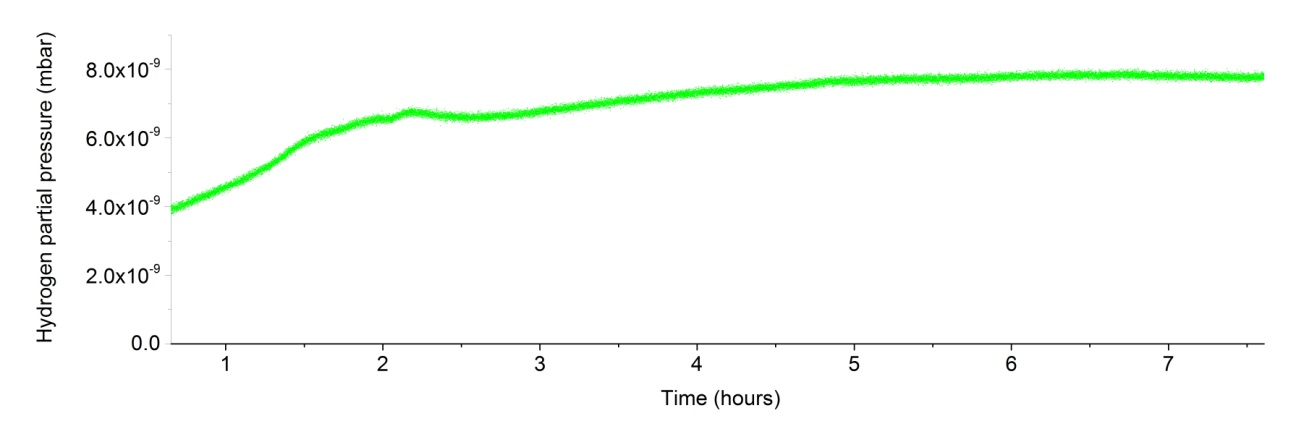 Hydrogen partial pressure (mbar)
8.0x10⁻⁹
6.0x10⁻⁹
4.0x10⁻⁹
2.0x10⁻⁹
0.0
1 2 3 4 5 6 7
Time (hours)